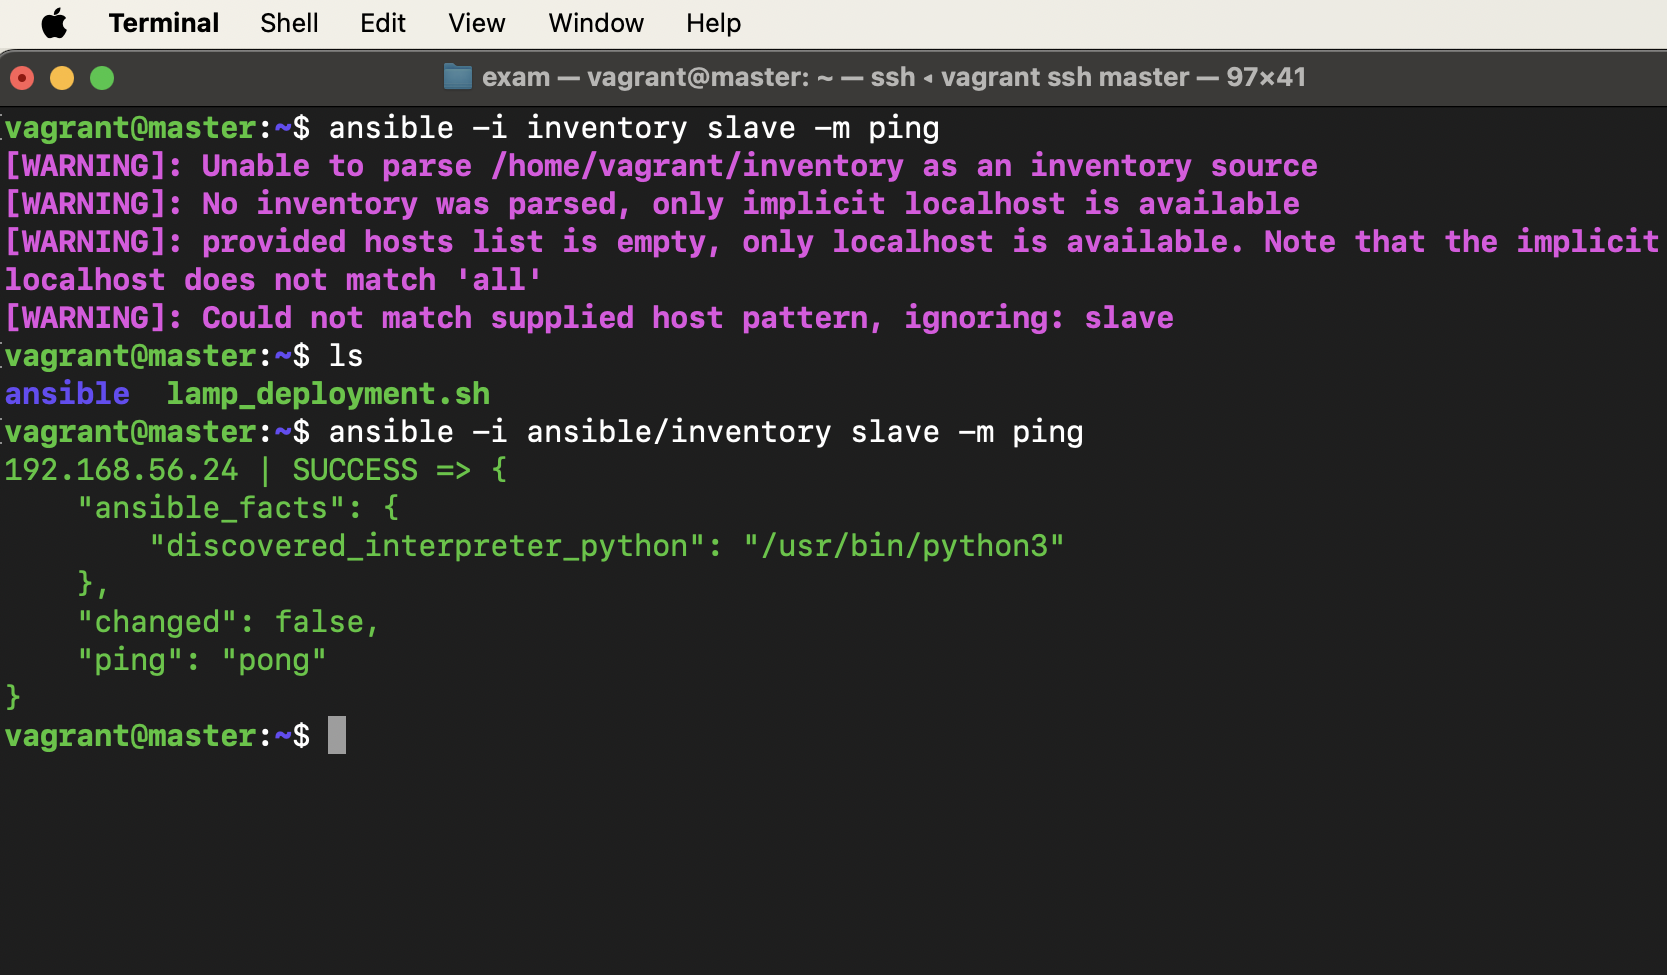 Terminal Shell Edit View Window Help
exam — vagrant@master: ~ — ssh ◂ vagrant ssh master — 97×41
vagrant@master:~$ ansible -i inventory slave -m ping
[WARNING]: Unable to parse /home/vagrant/inventory as an inventory source
[WARNING]: No inventory was parsed, only implicit localhost is available
[WARNING]: provided hosts list is empty, only localhost is available. Note that the implicit
localhost does not match 'all'
[WARNING]: Could not match supplied host pattern, ignoring: slave
vagrant@master:~$ ls
ansible  lamp_deployment.sh
vagrant@master:~$ ansible -i ansible/inventory slave -m ping
192.168.56.24 | SUCCESS => {
    "ansible_facts": {
        "discovered_interpreter_python": "/usr/bin/python3"
    },
    "changed": false,
    "ping": "pong"
}
vagrant@master:~$